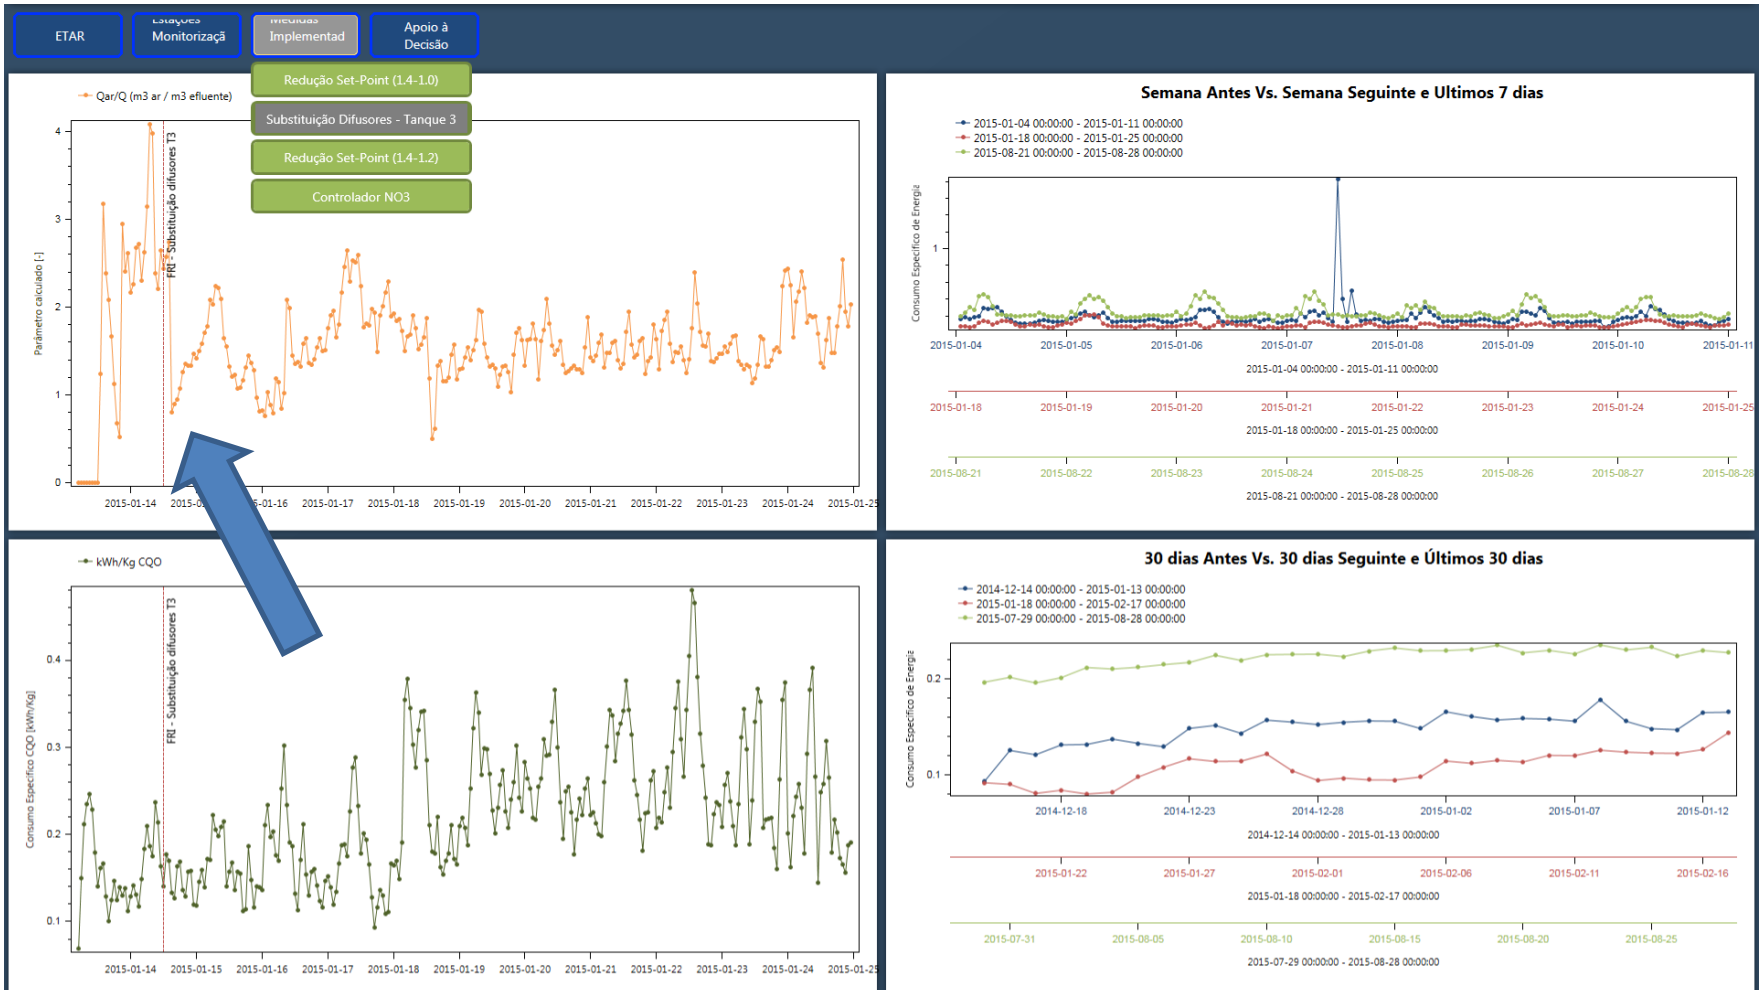 ETAR
Estações
Monitorizaçã
Medidas
Implementad
Apoio à
Decisão
Redução Set-Point (1.4-1.0)
Substituição Difusores - Tanque 3
Redução Set-Point (1.4-1.2)
Controlador NO3
Qar/Q (m3 ar / m3 efluente)
FRI - Substituição difusores T3
Parâmetro calculado [-]
4
3
2
1
0
2015-01-14 2015- -01-16 2015-01-17 2015-01-18 2015-01-19 2015-01-20 2015-01-21 2015-01-22 2015-01-23 2015-01-24 2015-01-25
Semana Antes Vs. Semana Seguinte e Ultimos 7 dias
2015-01-04 00:00:00 - 2015-01-11 00:00:00
2015-01-18 00:00:00 - 2015-01-25 00:00:00
2015-08-21 00:00:00 - 2015-08-28 00:00:00
Consumo Específico de Energia
1
2015-01-04 2015-01-05 2015-01-06 2015-01-07 2015-01-08 2015-01-09 2015-01-10 2015-01-11
2015-01-04 00:00:00 - 2015-01-11 00:00:00
2015-01-18 2015-01-19 2015-01-20 2015-01-21 2015-01-22 2015-01-23 2015-01-24 2015-01-25
2015-01-18 00:00:00 - 2015-01-25 00:00:00
2015-08-21 2015-08-22 2015-08-23 2015-08-24 2015-08-25 2015-08-26 2015-08-27 2015-08-28
2015-08-21 00:00:00 - 2015-08-28 00:00:00
kWh/Kg CQO
FRI - Substituição difusores T3
Consumo Específico CQO [kWh/Kg]
0.4
0.3
0.2
0.1
2015-01-14 2015-01-15 2015-01-16 2015-01-17 2015-01-18 2015-01-19 2015-01-20 2015-01-21 2015-01-22 2015-01-23 2015-01-24 2015-01-25
30 dias Antes Vs. 30 dias Seguinte e Últimos 30 dias
2014-12-14 00:00:00 - 2015-01-13 00:00:00
2015-01-18 00:00:00 - 2015-02-17 00:00:00
2015-07-29 00:00:00 - 2015-08-28 00:00:00
Consumo Específico de Energia
0.2
0.1
2014-12-18 2014-12-23 2014-12-28 2015-01-02 2015-01-07 2015-01-12
2014-12-14 00:00:00 - 2015-01-13 00:00:00
2015-01-22 2015-01-27 2015-02-01 2015-02-06 2015-02-11 2015-02-16
2015-01-18 00:00:00 - 2015-02-17 00:00:00
2015-07-31 2015-08-05 2015-08-10 2015-08-15 2015-08-20 2015-08-25
2015-07-29 00:00:00 - 2015-08-28 00:00:00